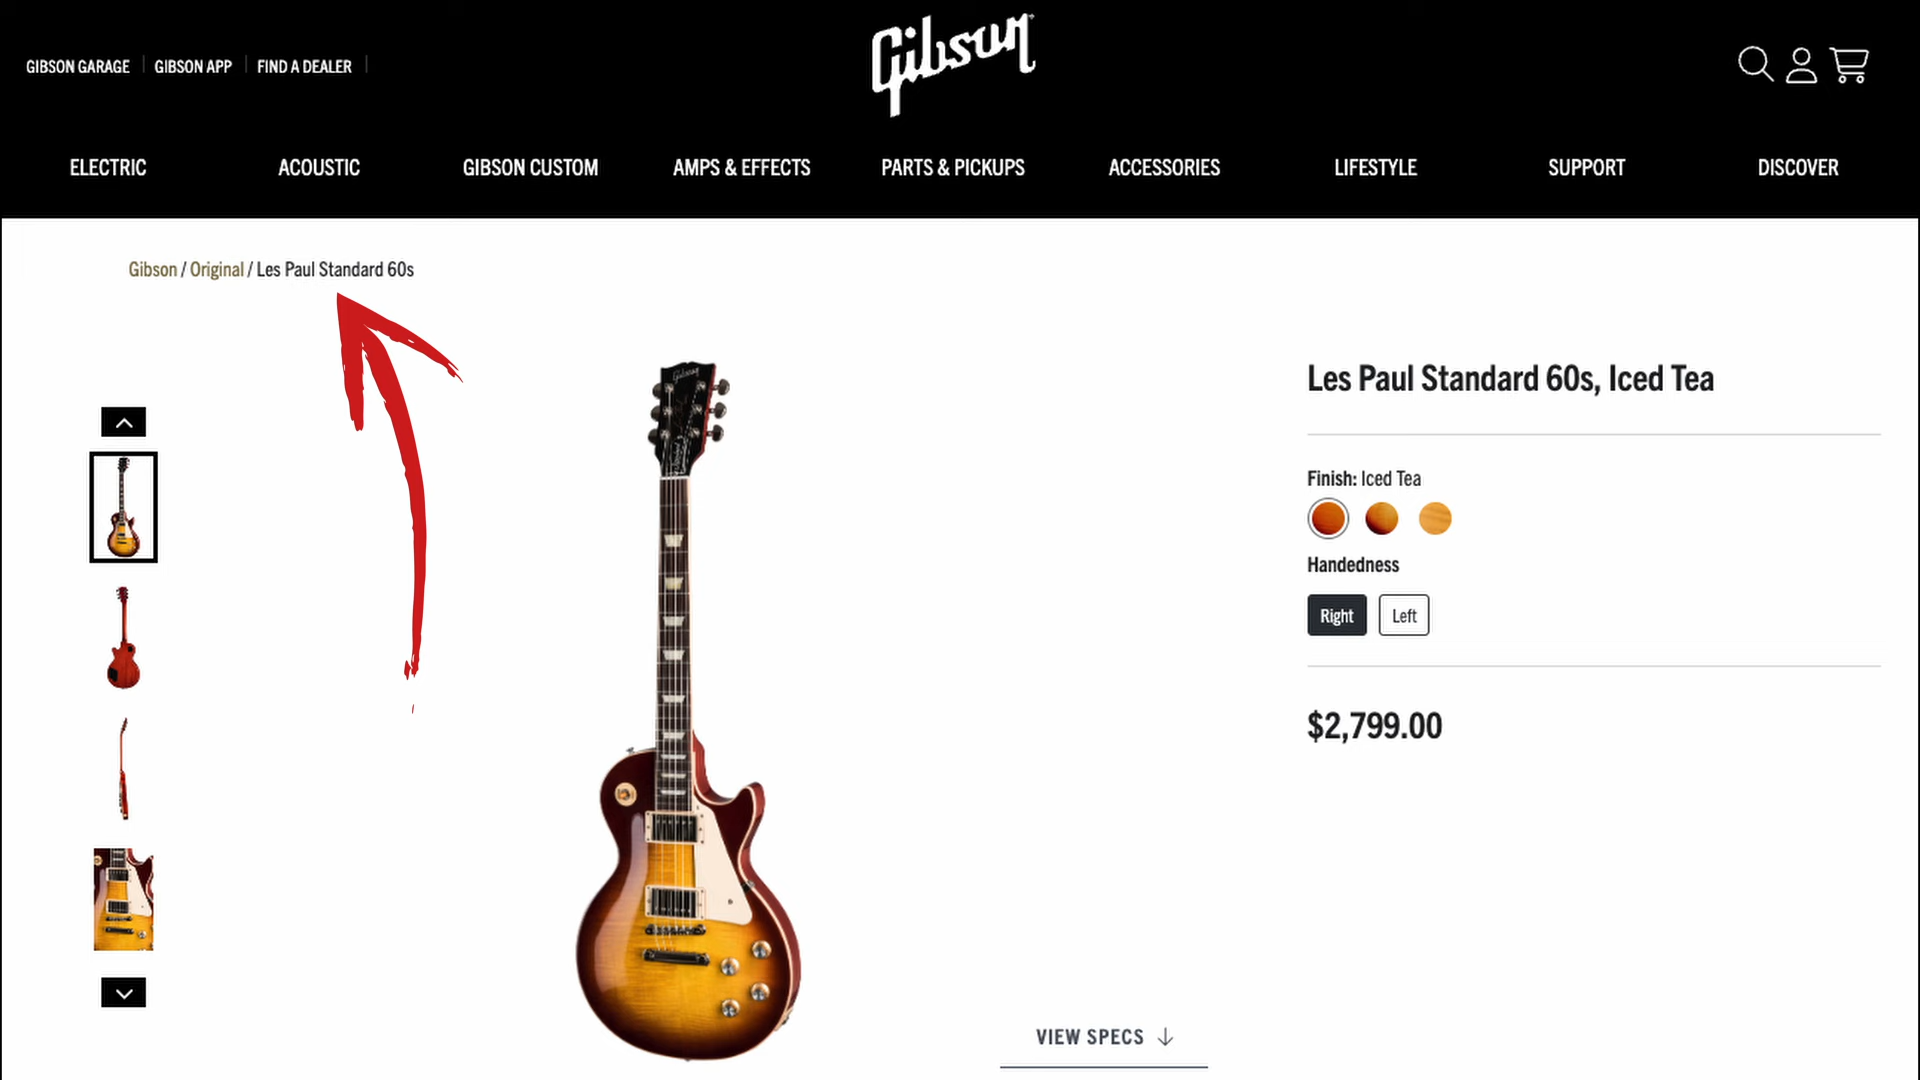 Gibson
GIBSON GARAGE
GIBSON APP
FIND A DEALER
ELECTRIC
ACOUSTIC
GIBSON CUSTOM
AMPS & EFFECTS
PARTS & PICKUPS
ACCESSORIES
LIFESTYLE
SUPPORT
DISCOVER
Gibson / Original / Les Paul Standard 60s
Gibson
Les Paul Standard 60s, Iced Tea
Finish: Iced Tea
Handedness
Right
Left
$2,799.00
VIEW SPECS